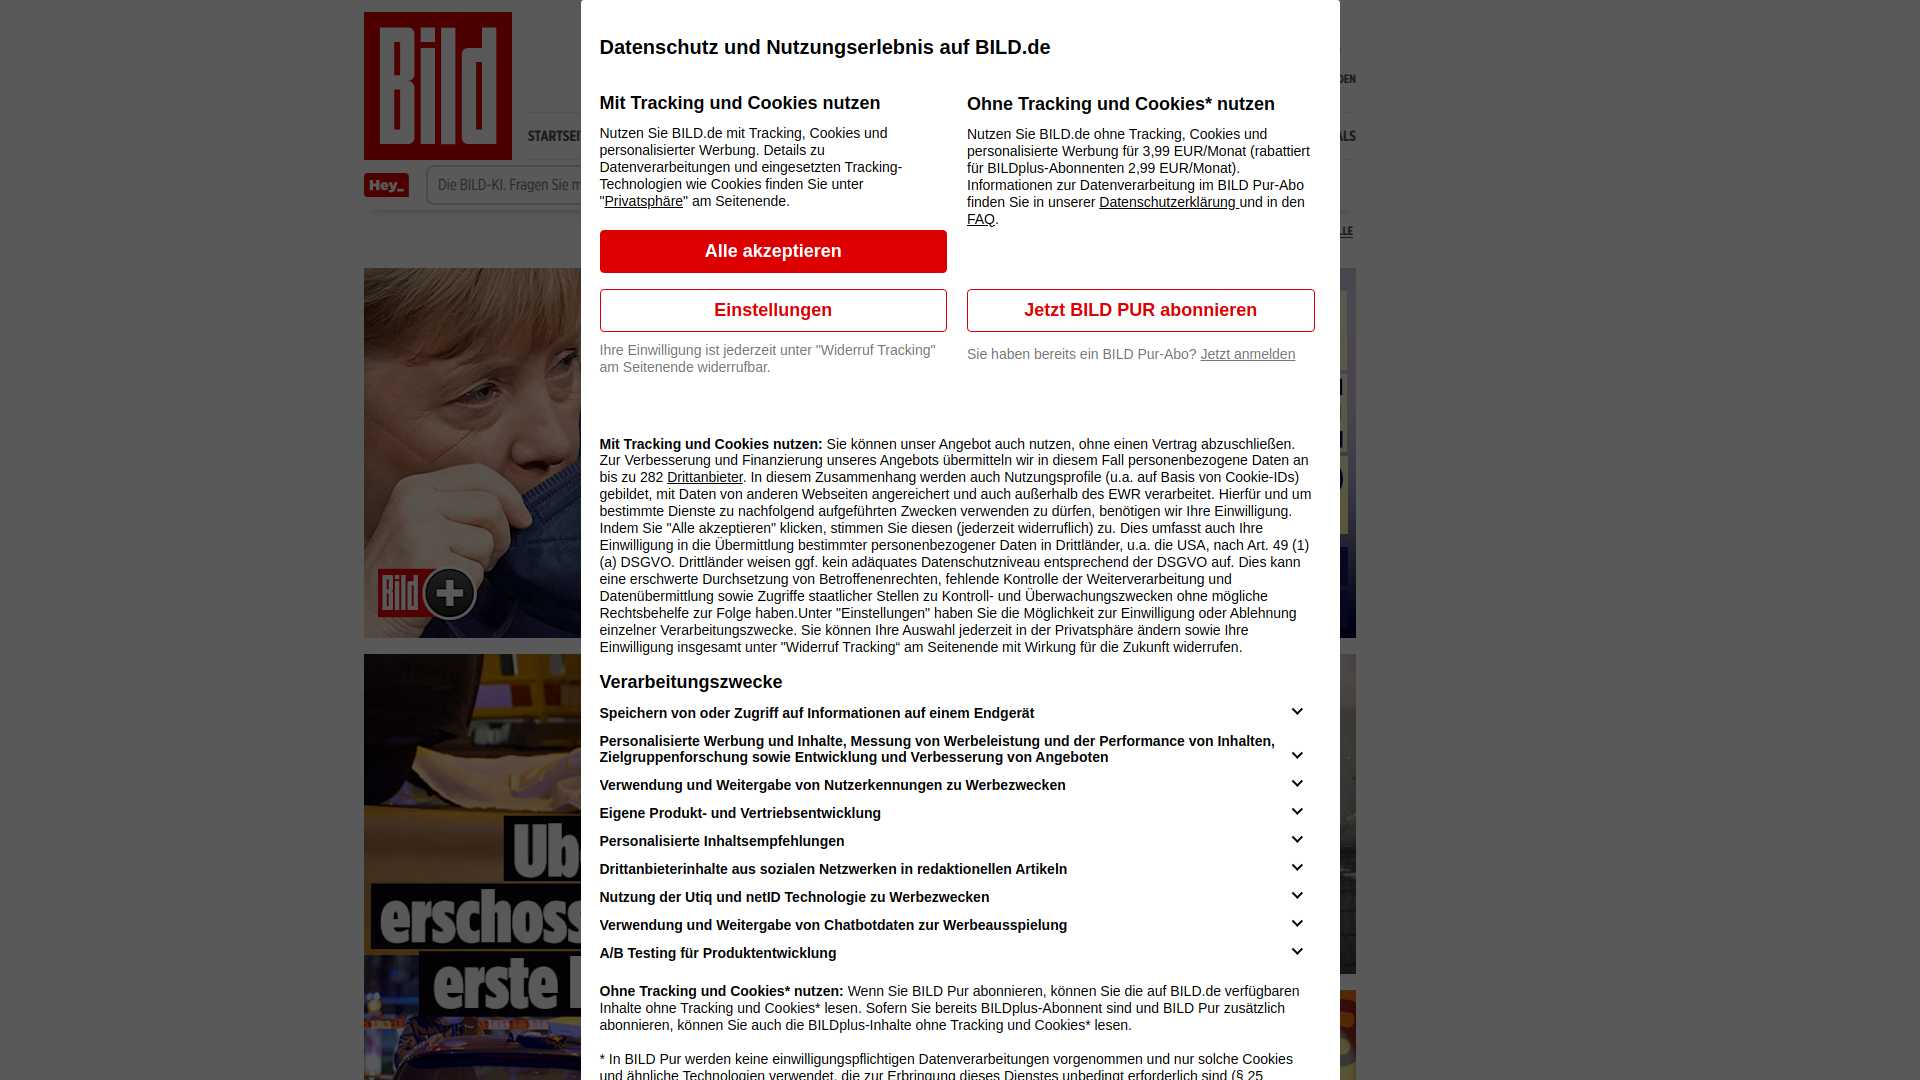 Bild
STARTSEI
Hey_
Die BILD-KI. Fragen Sie m
Datenschutz und Nutzungserlebnis auf BILD.de
Mit Tracking und Cookies nutzen
Nutzen Sie BILD.de mit Tracking, Cookies und
personalisierter Werbung. Details zu
Datenverarbeitungen und eingesetzten Tracking-
Technologien wie Cookies finden Sie unter
"Privatsphäre" am Seitenende.
Alle akzeptieren
Einstellungen
Ihre Einwilligung ist jederzeit unter "Widerruf Tracking"
am Seitenende widerrufbar.
Ohne Tracking und Cookies* nutzen
Nutzen Sie BILD.de ohne Tracking, Cookies und
personalisierte Werbung für 3,99 EUR/Monat (rabattiert
für BILDplus-Abonnenten 2,99 EUR/Monat).
Informationen zur Datenverarbeitung im BILD Pur-Abo
finden Sie in unserer Datenschutzerklärung und in den
FAQ.
Jetzt BILD PUR abonnieren
Sie haben bereits ein BILD Pur-Abo? Jetzt anmelden
Mit Tracking und Cookies nutzen: Sie können unser Angebot auch nutzen, ohne einen Vertrag abzuschließen.
Zur Verbesserung und Finanzierung unseres Angebots übermitteln wir in diesem Fall personenbezogene Daten an
bis zu 282 Drittanbieter. In diesem Zusammenhang werden auch Nutzungsprofile (u.a. auf Basis von Cookie-IDs)
gebildet, mit Daten von anderen Webseiten angereichert und auch außerhalb des EWR verarbeitet. Hierfür und um
bestimmte Dienste zu nachfolgend aufgeführten Zwecken verwenden zu dürfen, benötigen wir Ihre Einwilligung.
Indem Sie "Alle akzeptieren" klicken, stimmen Sie diesen (jederzeit widerruflich) zu. Dies umfasst auch Ihre
Einwilligung in die Übermittlung bestimmter personenbezogener Daten in Drittländer, u.a. die USA, nach Art. 49 (1)
(a) DSGVO. Drittländer weisen ggf. kein adäquates Datenschutzniveau entsprechend der DSGVO auf. Dies kann
eine erschwerte Durchsetzung von Betroffenenrechten, fehlende Kontrolle der Weiterverarbeitung und
Datenübermittlung sowie Zugriffe staatlicher Stellen zu Kontroll- und Überwachungszwecken ohne mögliche
Rechtsbehelfe zur Folge haben.Unter "Einstellungen" haben Sie die Möglichkeit zur Einwilligung oder Ablehnung
einzelner Verarbeitungszwecke. Sie können Ihre Auswahl jederzeit in der Privatsphäre ändern sowie Ihre
Einwilligung insgesamt unter "Widerruf Tracking“ am Seitenende mit Wirkung für die Zukunft widerrufen.
Verarbeitungszwecke
Speichern von oder Zugriff auf Informationen auf einem Endgerät
Personalisierte Werbung und Inhalte, Messung von Werbeleistung und der Performance von Inhalten,
Zielgruppenforschung sowie Entwicklung und Verbesserung von Angeboten
Verwendung und Weitergabe von Nutzerkennungen zu Werbezwecken
Eigene Produkt- und Vertriebsentwicklung
Personalisierte Inhaltsempfehlungen
Drittanbieterinhalte aus sozialen Netzwerken in redaktionellen Artikeln
Nutzung der Utiq und netID Technologie zu Werbezwecken
Verwendung und Weitergabe von Chatbotdaten zur Werbeausspielung
A/B Testing für Produktentwicklung
Ohne Tracking und Cookies* nutzen: Wenn Sie BILD Pur abonnieren, können Sie die auf BILD.de verfügbaren
Inhalte ohne Tracking und Cookies* lesen. Sofern Sie bereits BILDplus-Abonnent sind und BILD Pur zusätzlich
abonnieren, können Sie auch die BILDplus-Inhalte ohne Tracking und Cookies* lesen.
* In BILD Pur werden keine einwilligungspflichtigen Datenverarbeitungen vorgenommen und nur solche Cookies
und ähnliche Technologien verwendet, die zur Erbringung dieses Dienstes unbedingt erforderlich sind (§ 25
DEN
ALS
LLE
Bild +
Ub
erschoss
erste